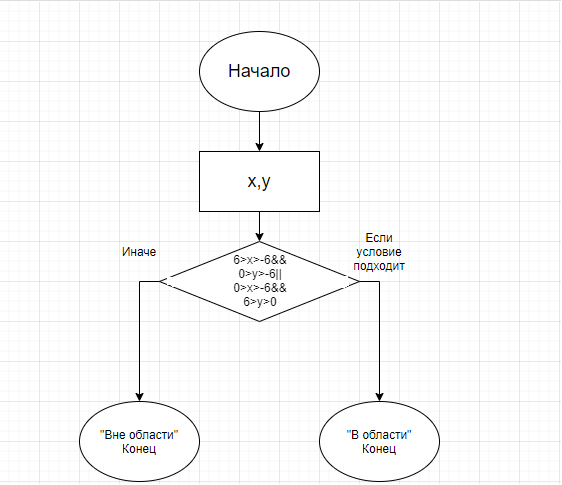 Начало
x,y
Иначе
Если
условие
подходит
6>x>-6&&
0>y>-6||
0>x>-6&&
6>y>0
"Вне области"
Конец
"В области"
Конец